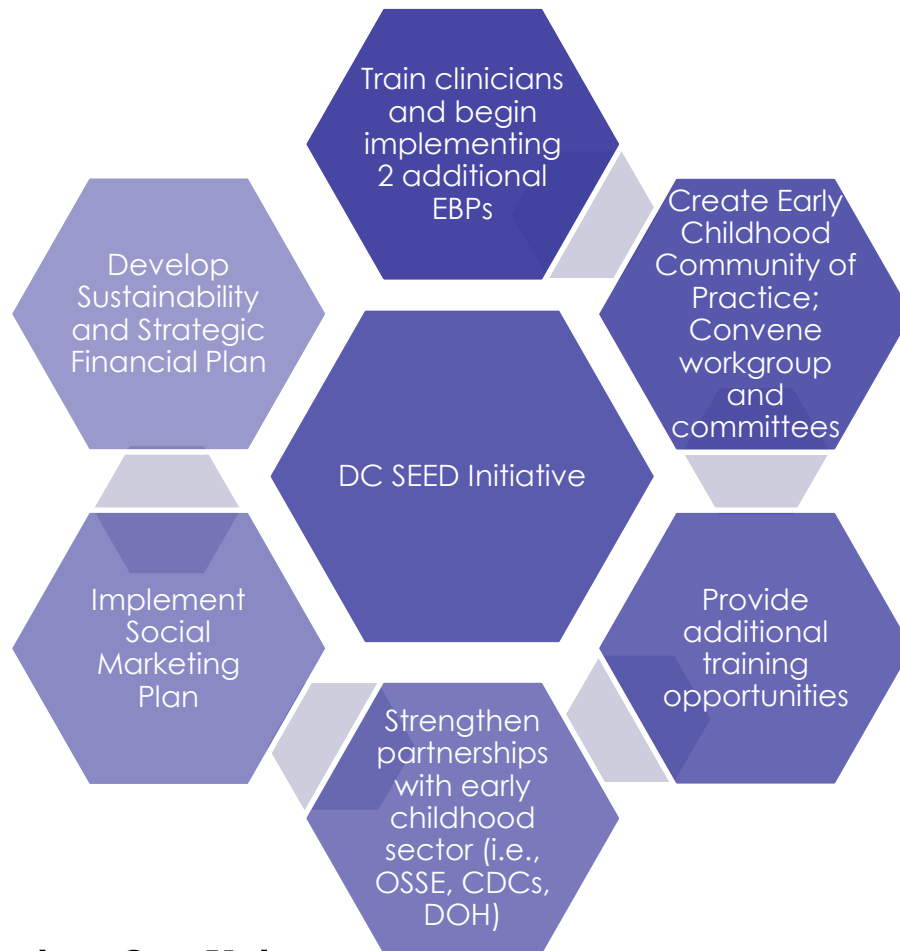 Train clinicians
and begin
implementing
2 additional
EBPs
Create Early
Childhood
Community of
Practice;
Convene
workgroup
and
committees
Provide
additional
training
opportunities
Strengthen
partnerships
with early
childhood
sector (i.e.,
OSSE, CDCs,
DOH)
Implement
Social
Marketing
Plan
Develop
Sustainability
and Strategic
Financial Plan
DC SEED Initiative